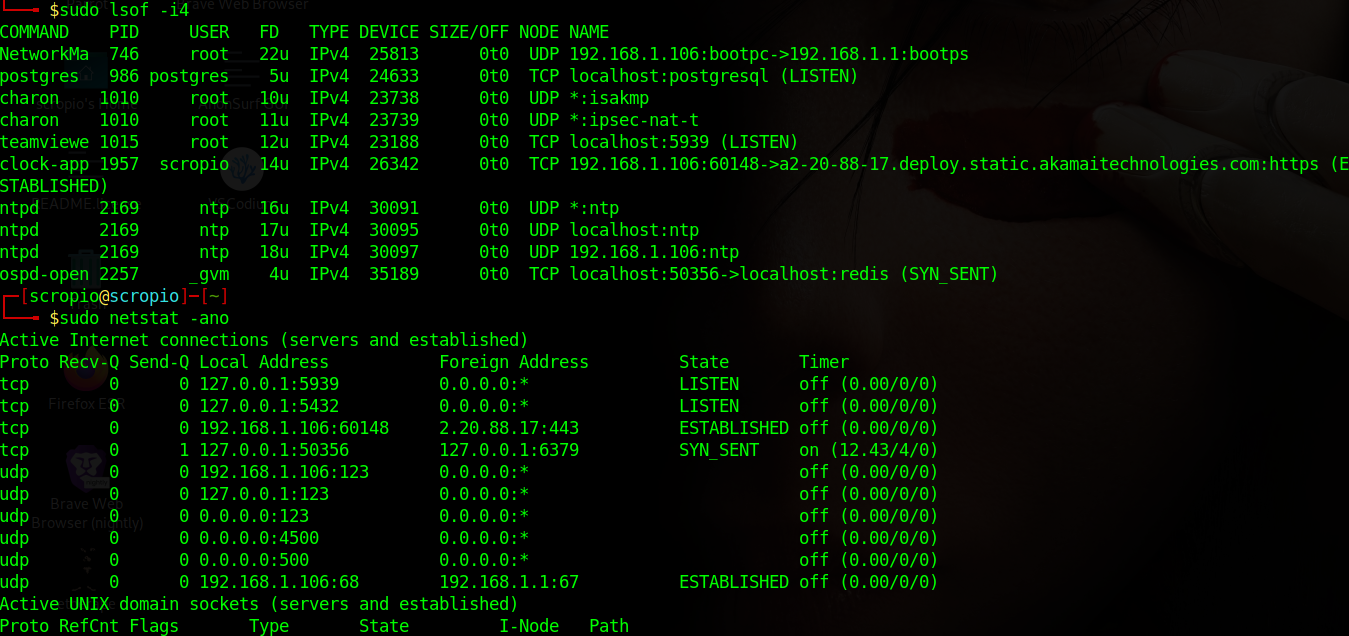 Brave Web Browser
└──╼ $sudo lsof -i4
COMMAND    PID     USER   FD   TYPE DEVICE SIZE/OFF NODE NAME
NetworkMa  746     root   22u  IPv4  25813      0t0  UDP 192.168.1.106:bootpc->192.168.1.1:bootps
postgres   986 postgres    5u  IPv4  24633      0t0  TCP localhost:postgresql (LISTEN)
charon    1010     root   10u  IPv4  23738      0t0  UDP *:isakmp
charon    1010     root   11u  IPv4  23739      0t0  UDP *:ipsec-nat-t
teamviewe 1015     root   12u  IPv4  23188      0t0  TCP localhost:5939 (LISTEN)
clock-app 1957  scropio   14u  IPv4  26342      0t0  TCP 192.168.1.106:60148->a2-20-88-17.deploy.static.akamaitechnologies.com:https (E
STABLISHED)
ntpd      2169      ntp   16u  IPv4  30091      0t0  UDP *:ntp
ntpd      2169      ntp   17u  IPv4  30095      0t0  UDP localhost:ntp
ntpd      2169      ntp   18u  IPv4  30097      0t0  UDP 192.168.1.106:ntp
ospd-open 2257     _gvm    4u  IPv4  35189      0t0  TCP localhost:50356->localhost:redis (SYN_SENT)
┌─[scropio@scropio]─[~]
└──╼ $sudo netstat -ano
Active Internet connections (servers and established)
Proto Recv-Q Send-Q Local Address           Foreign Address         State       Timer
tcp        0      0 127.0.0.1:5939          0.0.0.0:*               LISTEN      off (0.00/0/0)
tcp        0      0 127.0.0.1:5432          0.0.0.0:*               LISTEN      off (0.00/0/0)
Firefox ESR
tcp        0      0 192.168.1.106:60148     2.20.88.17:443          ESTABLISHED off (0.00/0/0)
tcp        0      1 127.0.0.1:50356         127.0.0.1:6379          SYN_SENT    on (12.43/4/0)
udp        0      0 192.168.1.106:123       0.0.0.0:*                           off (0.00/0/0)
udp        0      0 127.0.0.1:123           0.0.0.0:*                           off (0.00/0/0)
Brave Web
udp        0      0 0.0.0.0:123             0.0.0.0:*                           off (0.00/0/0)
Browser (nightly)
udp        0      0 0.0.0.0:4500            0.0.0.0:*                           off (0.00/0/0)
udp        0      0 0.0.0.0:500             0.0.0.0:*                           off (0.00/0/0)
udp        0      0 192.168.1.106:68        192.168.1.1:67          ESTABLISHED off (0.00/0/0)
Active UNIX domain sockets (servers and established)
Proto RefCnt Flags       Type       State         I-Node   Path